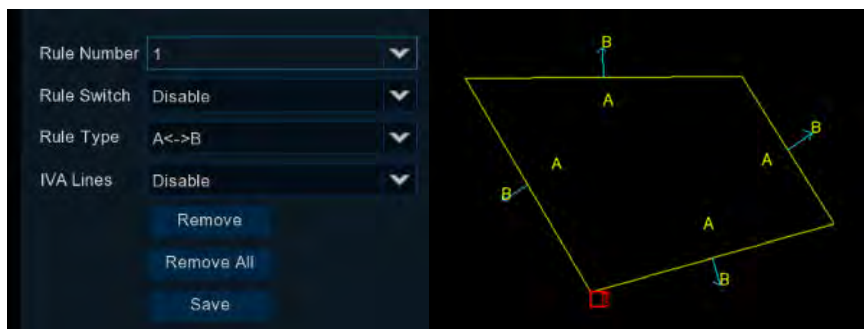 Rule Number 1
Rule Switch Disable
Rule Type A<->B
IVA Lines Disable
Remove
Remove All
Save
B
A
B
A
A
B
A
B